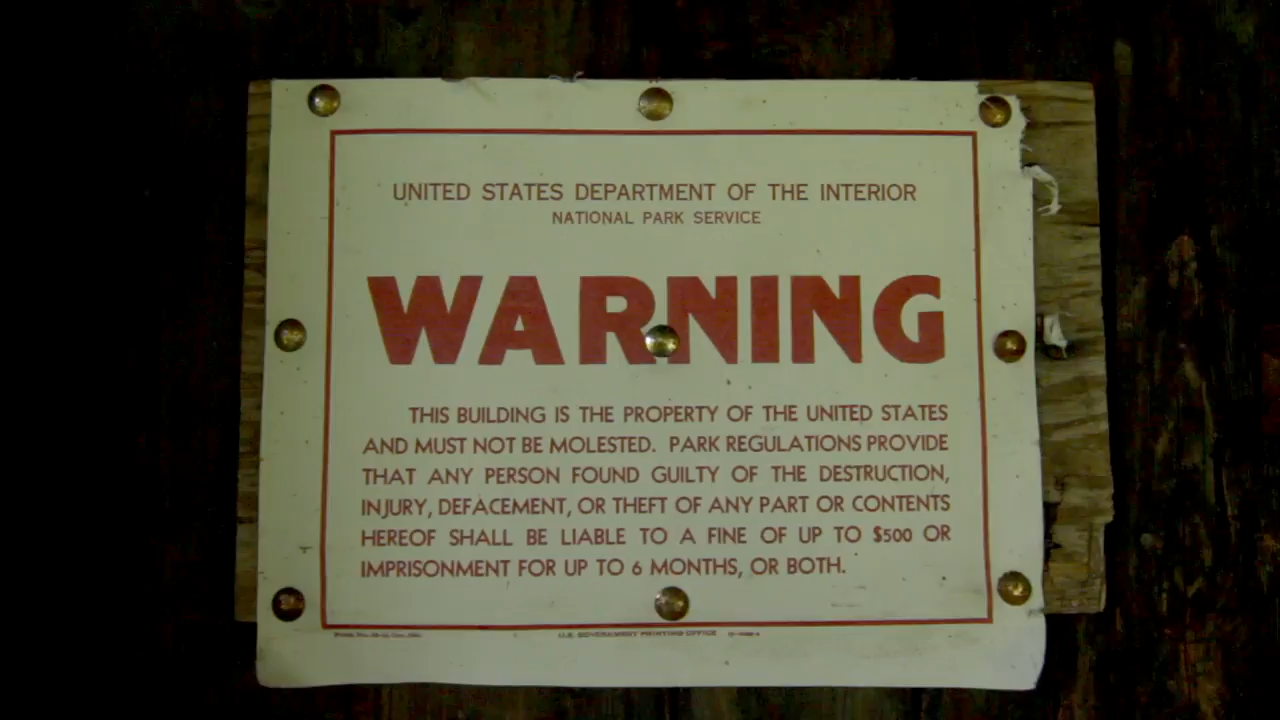 UNITED STATES DEPARTMENT OF THE INTERIOR
NATIONAL PARK SERVICE
WARNING
THIS BUILDING IS THE PROPERTY OF THE UNITED STATES
AND MUST NOT BE MOLESTED. PARK REGULATIONS PROVIDE
THAT ANY PERSON FOUND GUILTY OF THE DESTRUCTION,
INJURY, DEFACEMENT, OR THEFT OF ANY PART OR CONTENTS
HEREOF SHALL BE LIABLE TO A FINE OF UP TO $500 OR
IMPRISONMENT FOR UP TO 6 MONTHS, OR BOTH.
U.S. GOVERNMENT PRINTING OFFICE